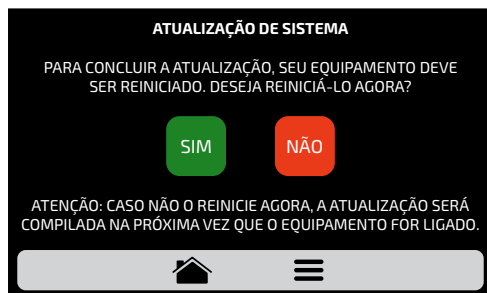 ATUALIZAÇÃO DE SISTEMA
PARA CONCLUIR A ATUALIZAÇÃO, SEU EQUIPAMENTO DEVE
SER REINICIADO. DESEJA REINICIÁ-LO AGORA?
SIM NÃO
ATENÇÃO: CASO NÃO O REINICIE AGORA, A ATUALIZAÇÃO SERÁ
COMPILADA NA PRÓXIMA VEZ QUE O EQUIPAMENTO FOR LIGADO.